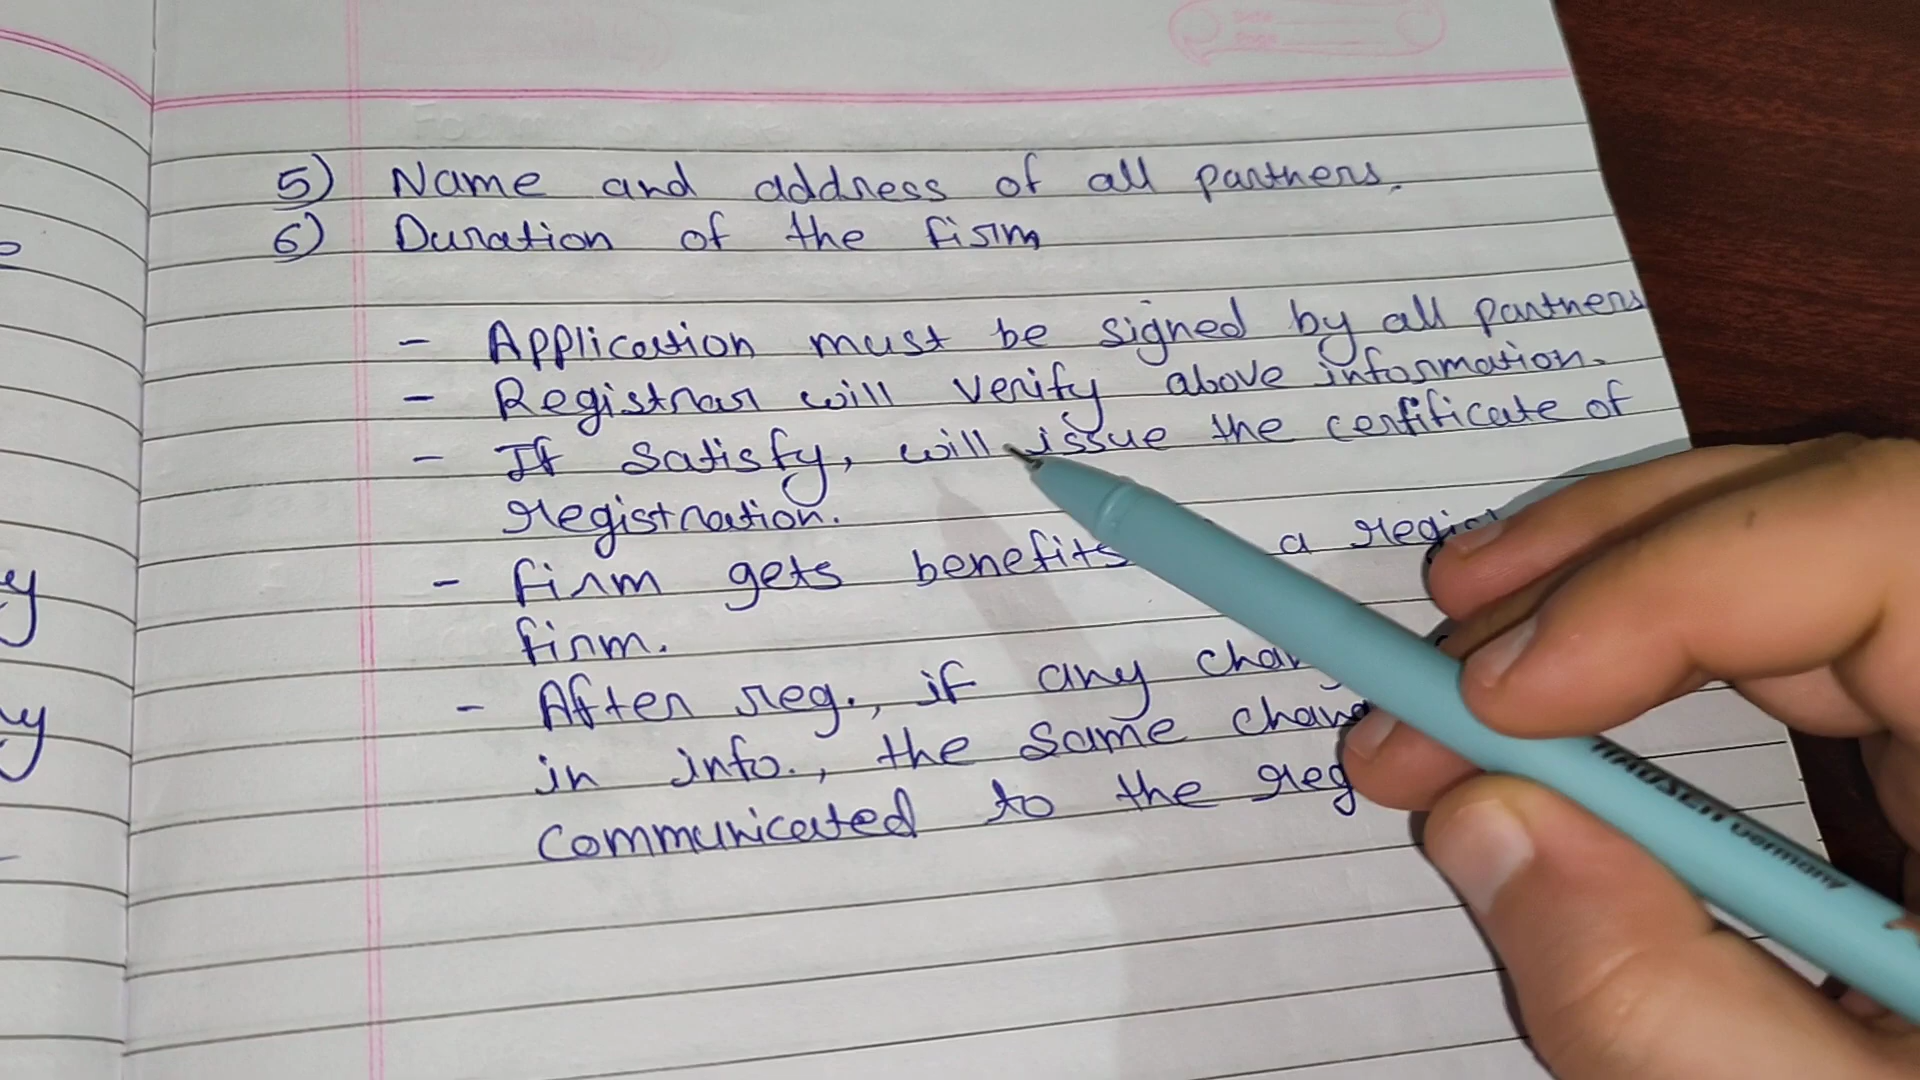 5) Name and address of all partners.
6) Duration of the firm
- Application must be signed by all partners
- Registrar will verify above information.
- If satisfy, will issue the certificate of
registration.
- firm gets benefits a
firm.
- After reg., if any
in info., the same
communicated to the
HAUSER Germany